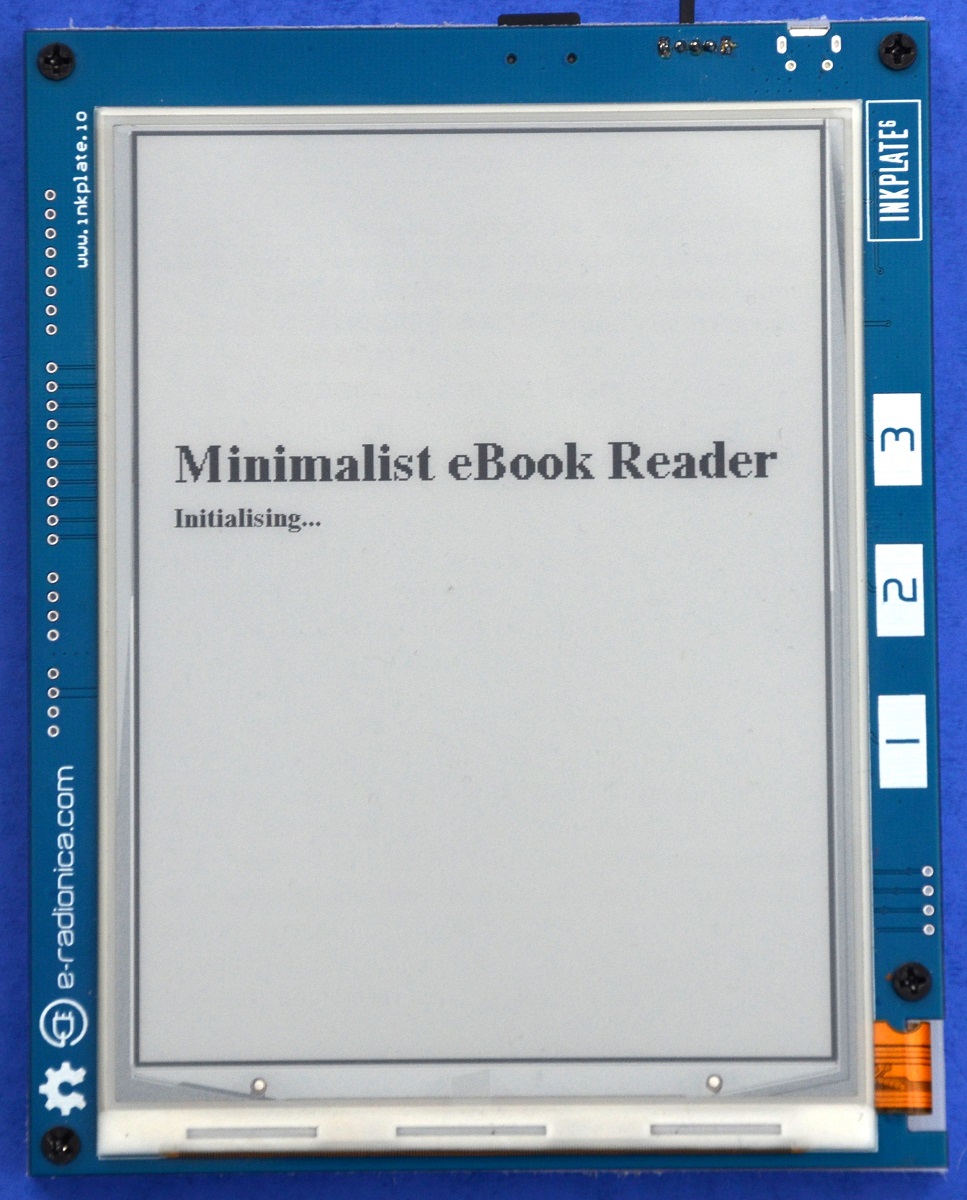 www.inkplate.io
INKPLATE6
Minimalist eBook Reader
Initialising...
3
2
1
e-radionica.com